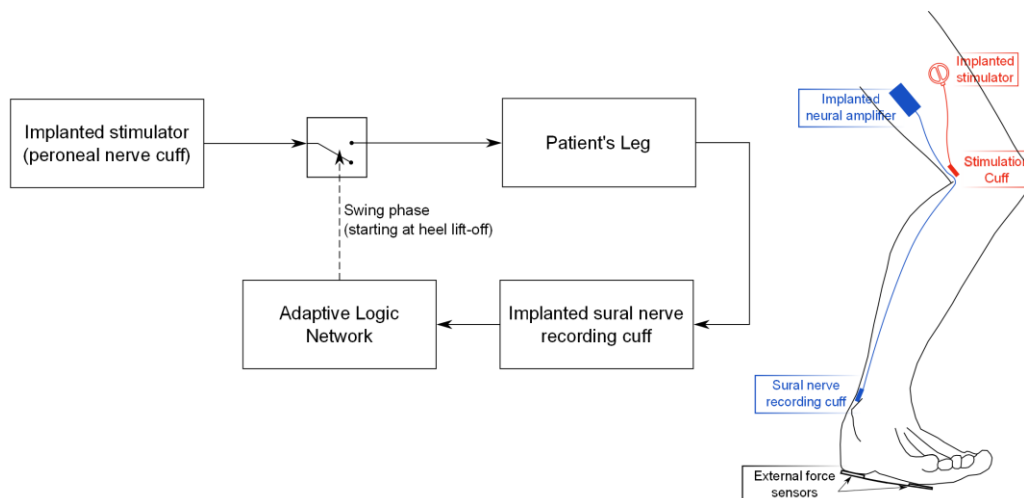 Implanted stimulator
(peroneal nerve cuff)
Patient's Leg
Swing phase
(starting at heel lift-off)
Adaptive Logic
Network
Implanted sural nerve
recording cuff
Implanted
stimulator
Implanted
neural amplifier
Stimulation
Cuff
Sural nerve
recording cuff
External force
sensors